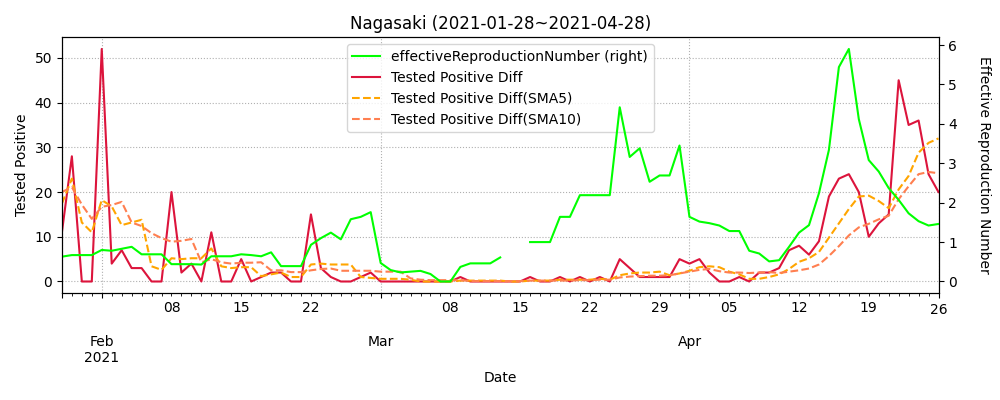 Nagasaki (2021-01-28~2021-04-28)
effectiveReproductionNumber (right)
Tested Positive Diff
Tested Positive Diff(SMA5)
Tested Positive Diff(SMA10)
Tested Positive
50
40
30
20
10
0
6
5
4
3
2
1
0
Effective Reproduction Number
08 15 22 08 15 22 29 05 12 19 26
Feb Mar Apr
2021
Date